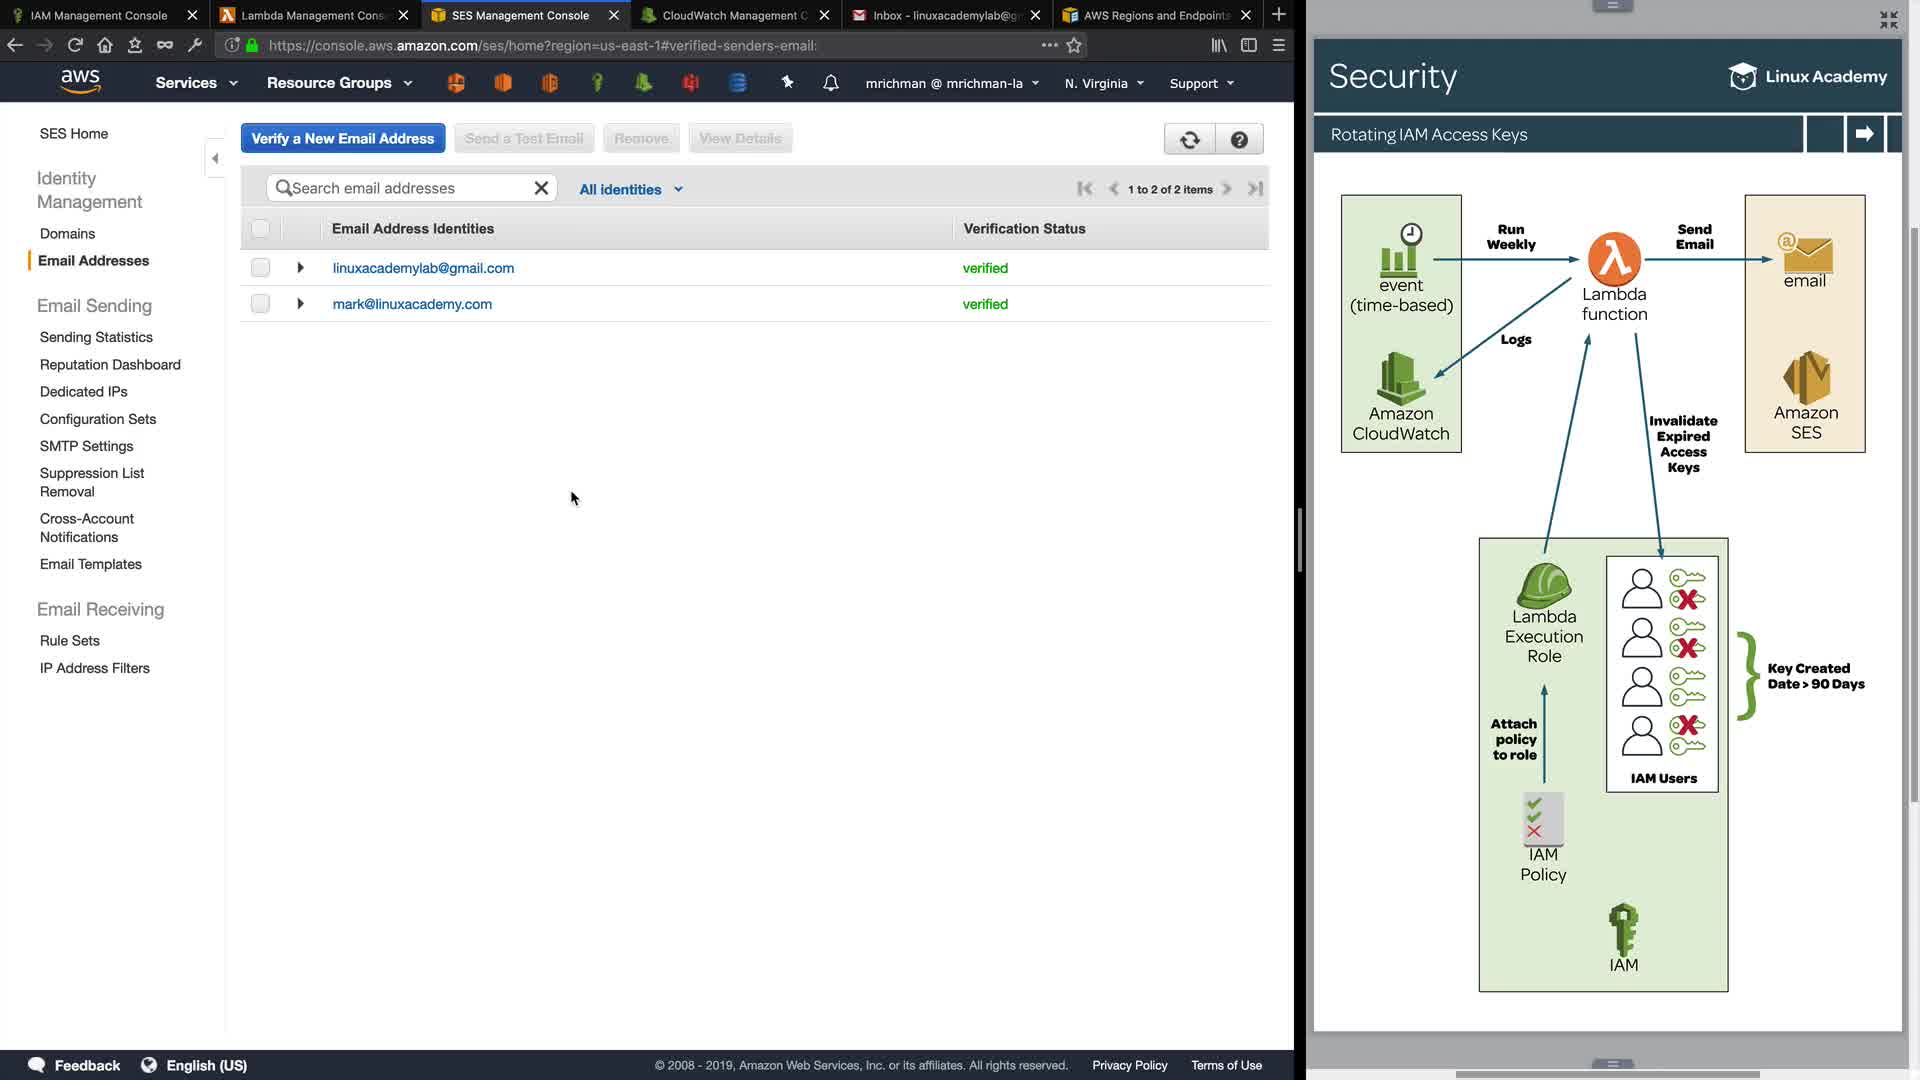 IAM Management Console
Lambda Management Cons
SES Management Console
CloudWatch Management C
Inbox - linuxacademylab@g
AWS Regions and Endpoints
https://console.aws.amazon.com/ses/home?region=us-east-1#verified-senders-email:
aws
Services
Resource Groups
mrichman @ mrichman-la
N. Virginia
Support
SES Home
Identity
Management
Domains
Email Addresses
Email Sending
Sending Statistics
Reputation Dashboard
Dedicated IPs
Configuration Sets
SMTP Settings
Suppression List
Removal
Cross-Account
Notifications
Email Templates
Email Receiving
Rule Sets
IP Address Filters
Verify a New Email Address
Send a Test Email
Remove
View Details
Search email addresses
All identities
1 to 2 of 2 items
Email Address Identities
Verification Status
linuxacademylab@gmail.com
verified
mark@linuxacademy.com
verified
Feedback
English (US)
© 2008 - 2019, Amazon Web Services, Inc. or its affiliates. All rights reserved.
Privacy Policy
Terms of Use
Security
Linux Academy
Rotating IAM Access Keys
event
(time-based)
Run
Weekly
Lambda
function
Send
Email
email
Logs
Amazon
CloudWatch
Amazon
SES
Invalidate
Expired
Access
Keys
Lambda
Execution
Role
Key Created
Date > 90 Days
Attach
policy
to role
IAM Users
IAM
Policy
IAM